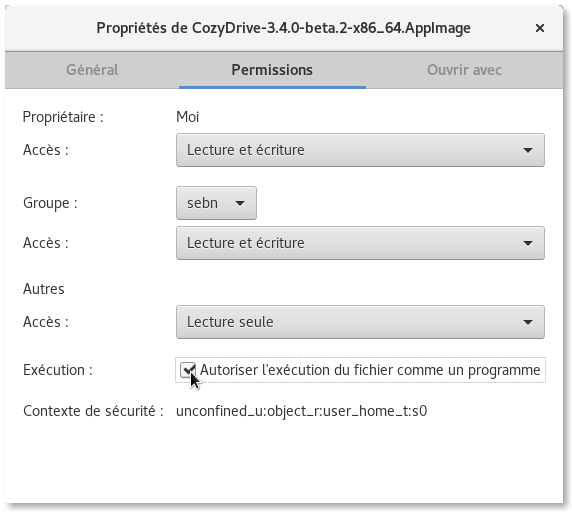 Propriétés de CozyDrive-3.4.0-beta.2-x86_64.AppImage
Général Permissions Ouvrir avec
Propriétaire : Moi
Accès : Lecture et écriture
Groupe : sebn
Accès : Lecture et écriture
Autres
Accès : Lecture seule
Exécution : Autoriser l'exécution du fichier comme un programme
Contexte de sécurité : unconfined_u:object_r:user_home_t:s0